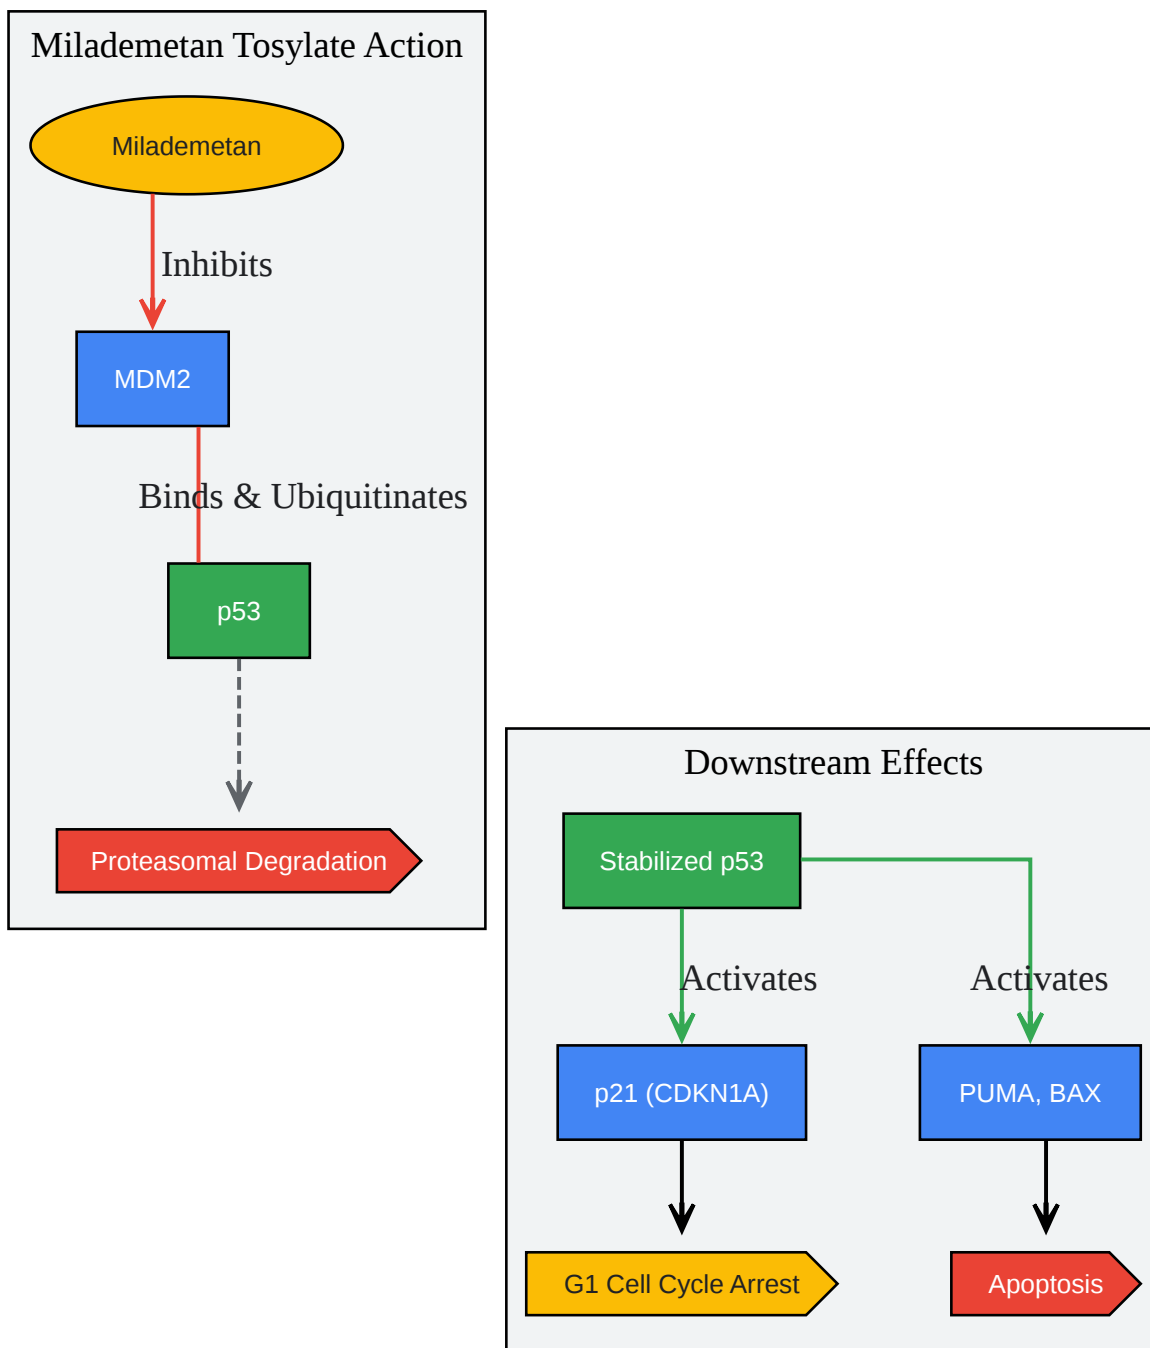 Milademetan Tosylate Action
Milademetan
Inhibits
MDM2
Binds & Ubiquitinates
p53
Proteasomal Degradation
Downstream Effects
Stabilized p53
Activates
Activates
p21 (CDKN1A)
PUMA, BAX
G1 Cell Cycle Arrest
Apoptosis